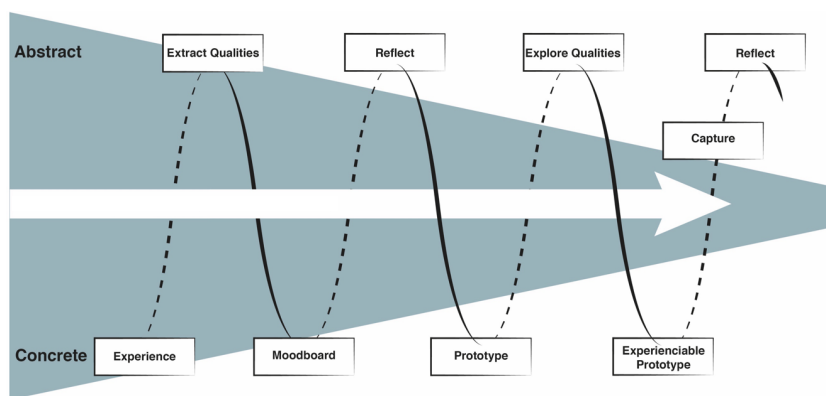 Abstract
Extract Qualities
Reflect
Explore Qualities
Reflect
Capture
Concrete
Experience
Moodboard
Prototype
Experienciable
Prototype